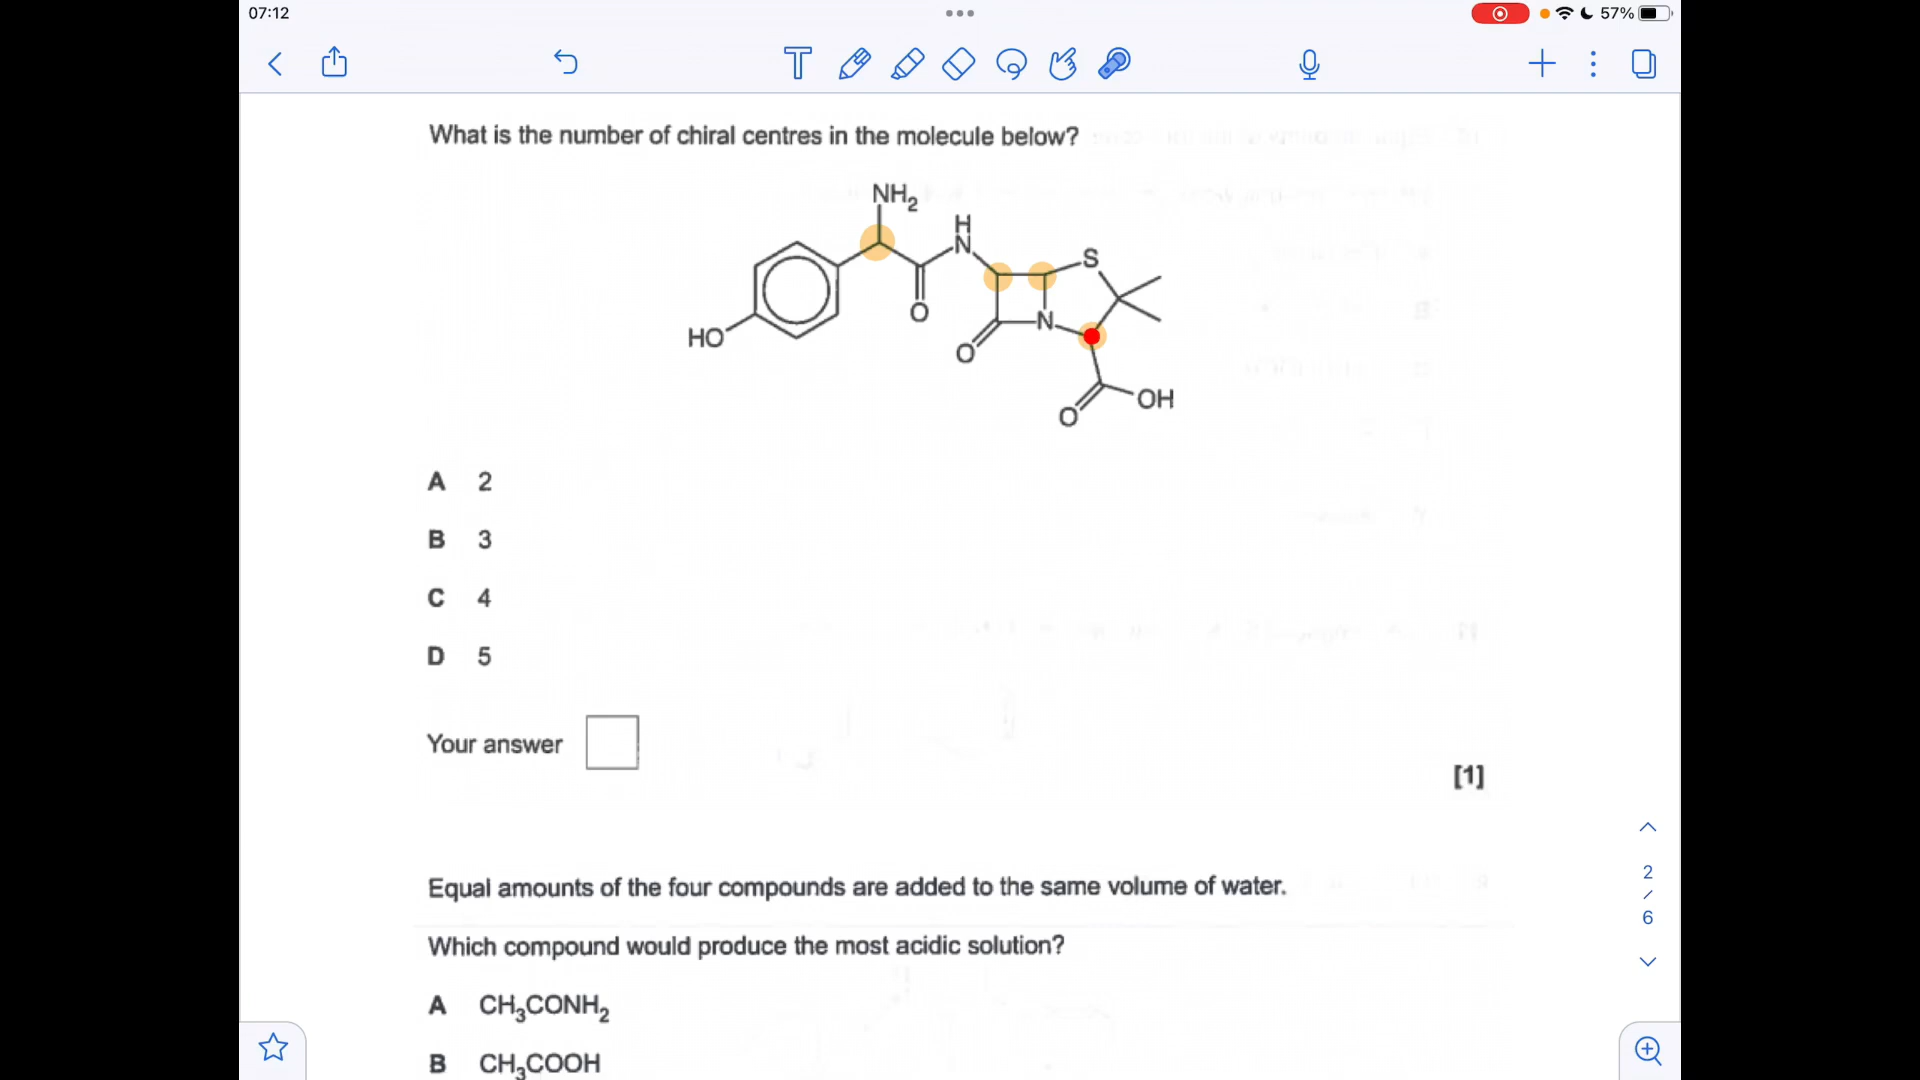 07:12
57%
What is the number of chiral centres in the molecule below?
NH₂
H
N
S
O
N
HO
O
OH
O
A 2
B 3
C 4
D 5
Your answer
[1]
2
/
6
Equal amounts of the four compounds are added to the same volume of water.
Which compound would produce the most acidic solution?
A CH₃CONH₂
B CH₃COOH